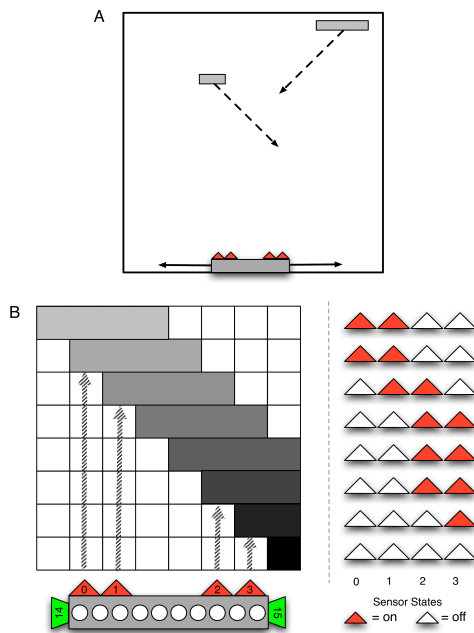 A
B
0 1 2 3
14
15
0 1 2 3
Sensor States
= on = off